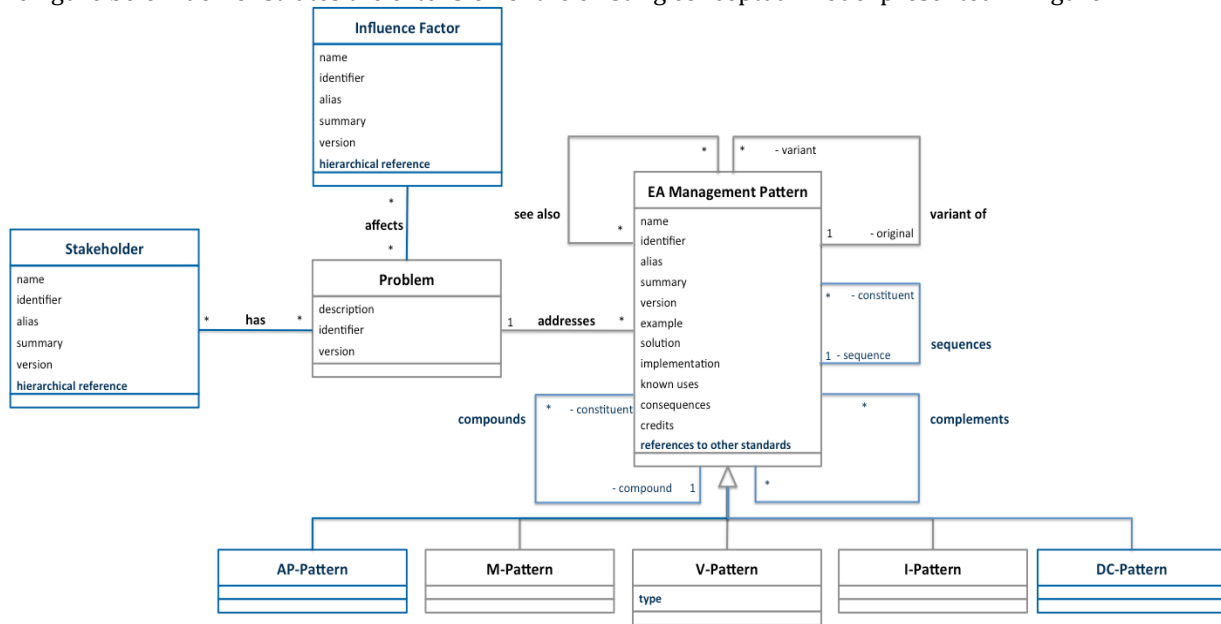 Influence Factor
name
identifier
alias
summary
version
hierarchical reference
*
affects
*
Stakeholder
name
identifier
alias
summary
version
hierarchical reference
*
has
*
Problem
description
identifier
version
1
addresses
*
see also
*
*
* - variant
variant of
1 - original
EA Management Pattern
name
identifier
alias
summary
version
example
solution
implementation
known uses
consequences
credits
references to other standards
* - constituent
sequences
1 - sequence
compounds
* - constituent
- compound 1
complements
*
*
AP-Pattern
M-Pattern
V-Pattern
type
I-Pattern
DC-Pattern